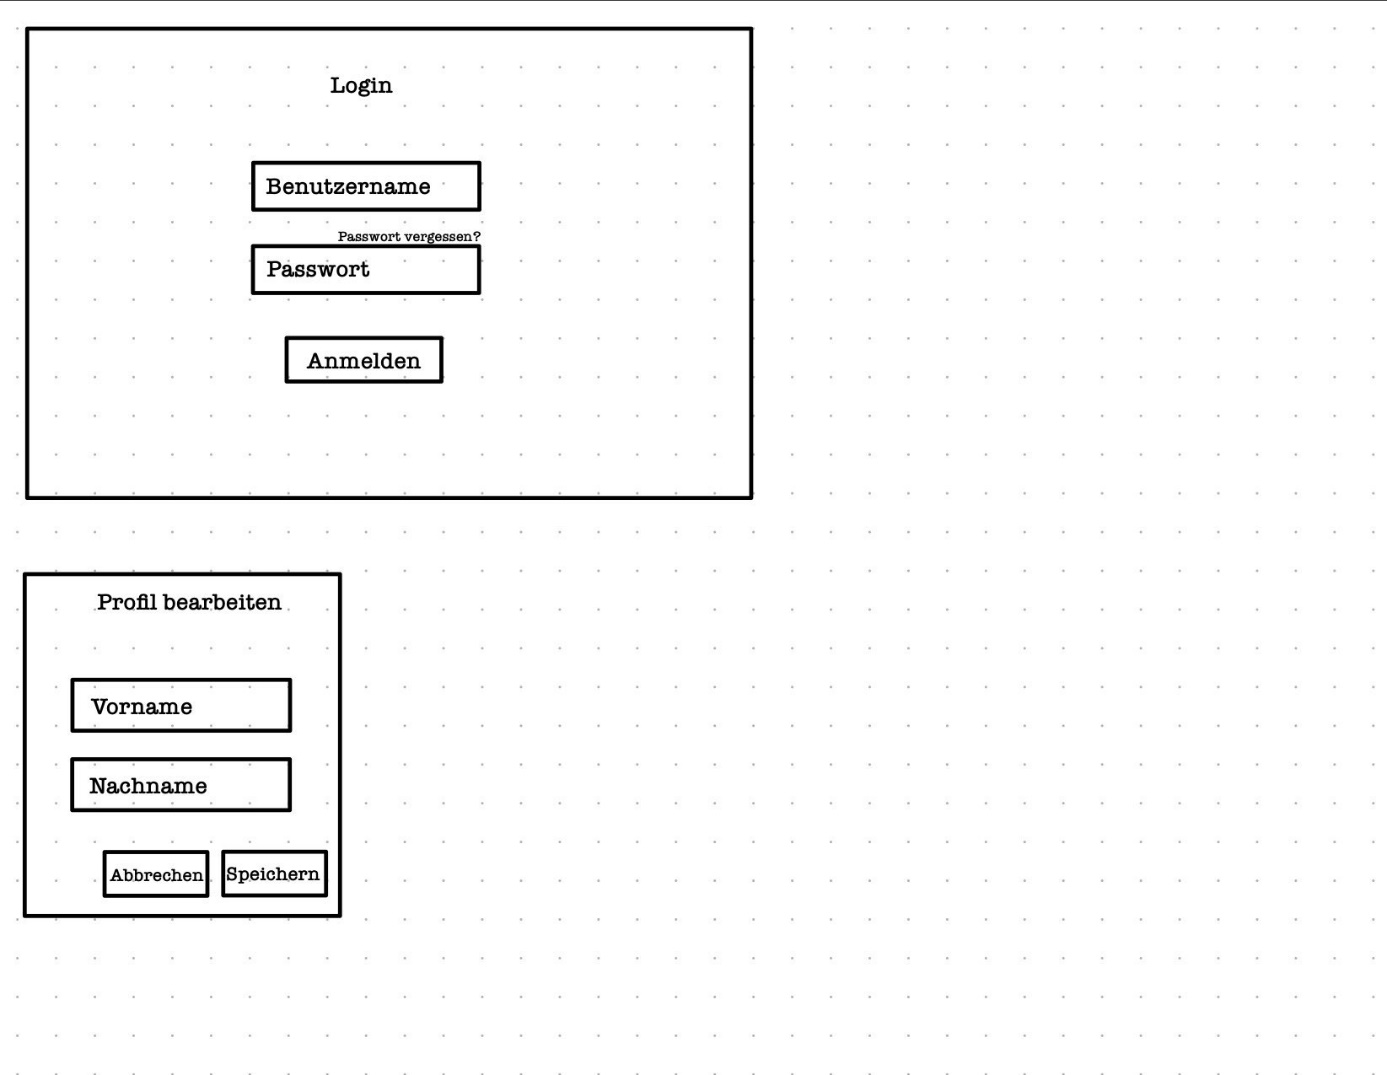 Login
Benutzername
Passwort vergessen?
Passwort
Anmelden
Profil bearbeiten
Vorname
Nachname
Abbrechen Speichern